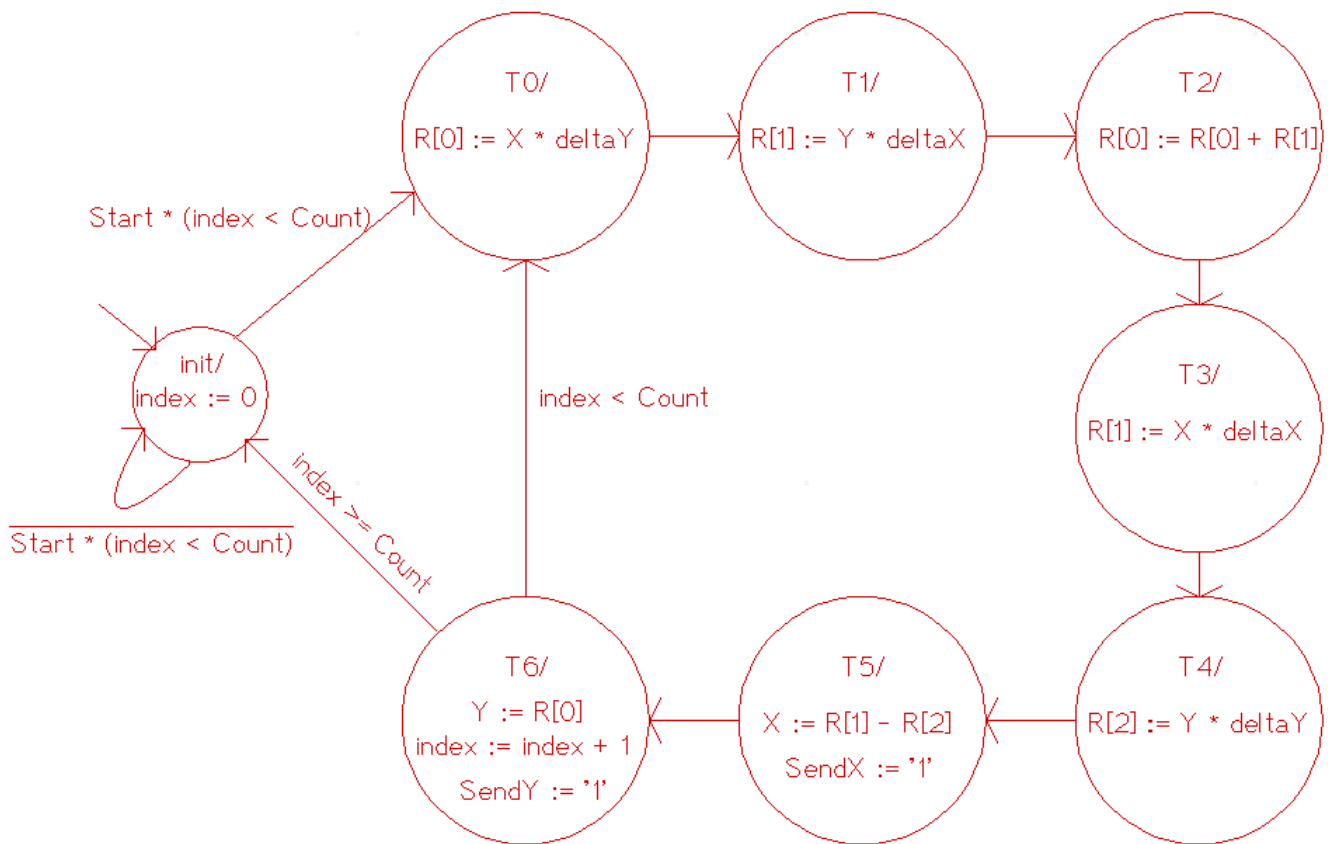 T0/
R[0] := X * deltaY
T1/
R[1] := Y * deltaX
T2/
R[0] := R[0] + R[1]
Start * (index < Count)
init/
index := 0
Start * (index < Count)
index >= Count
index < Count
T3/
R[1] := X * deltaX
T4/
R[2] := Y * deltaY
T5/
X := R[1] - R[2]
SendX := '1'
T6/
Y := R[0]
index := index + 1
SendY := '1'